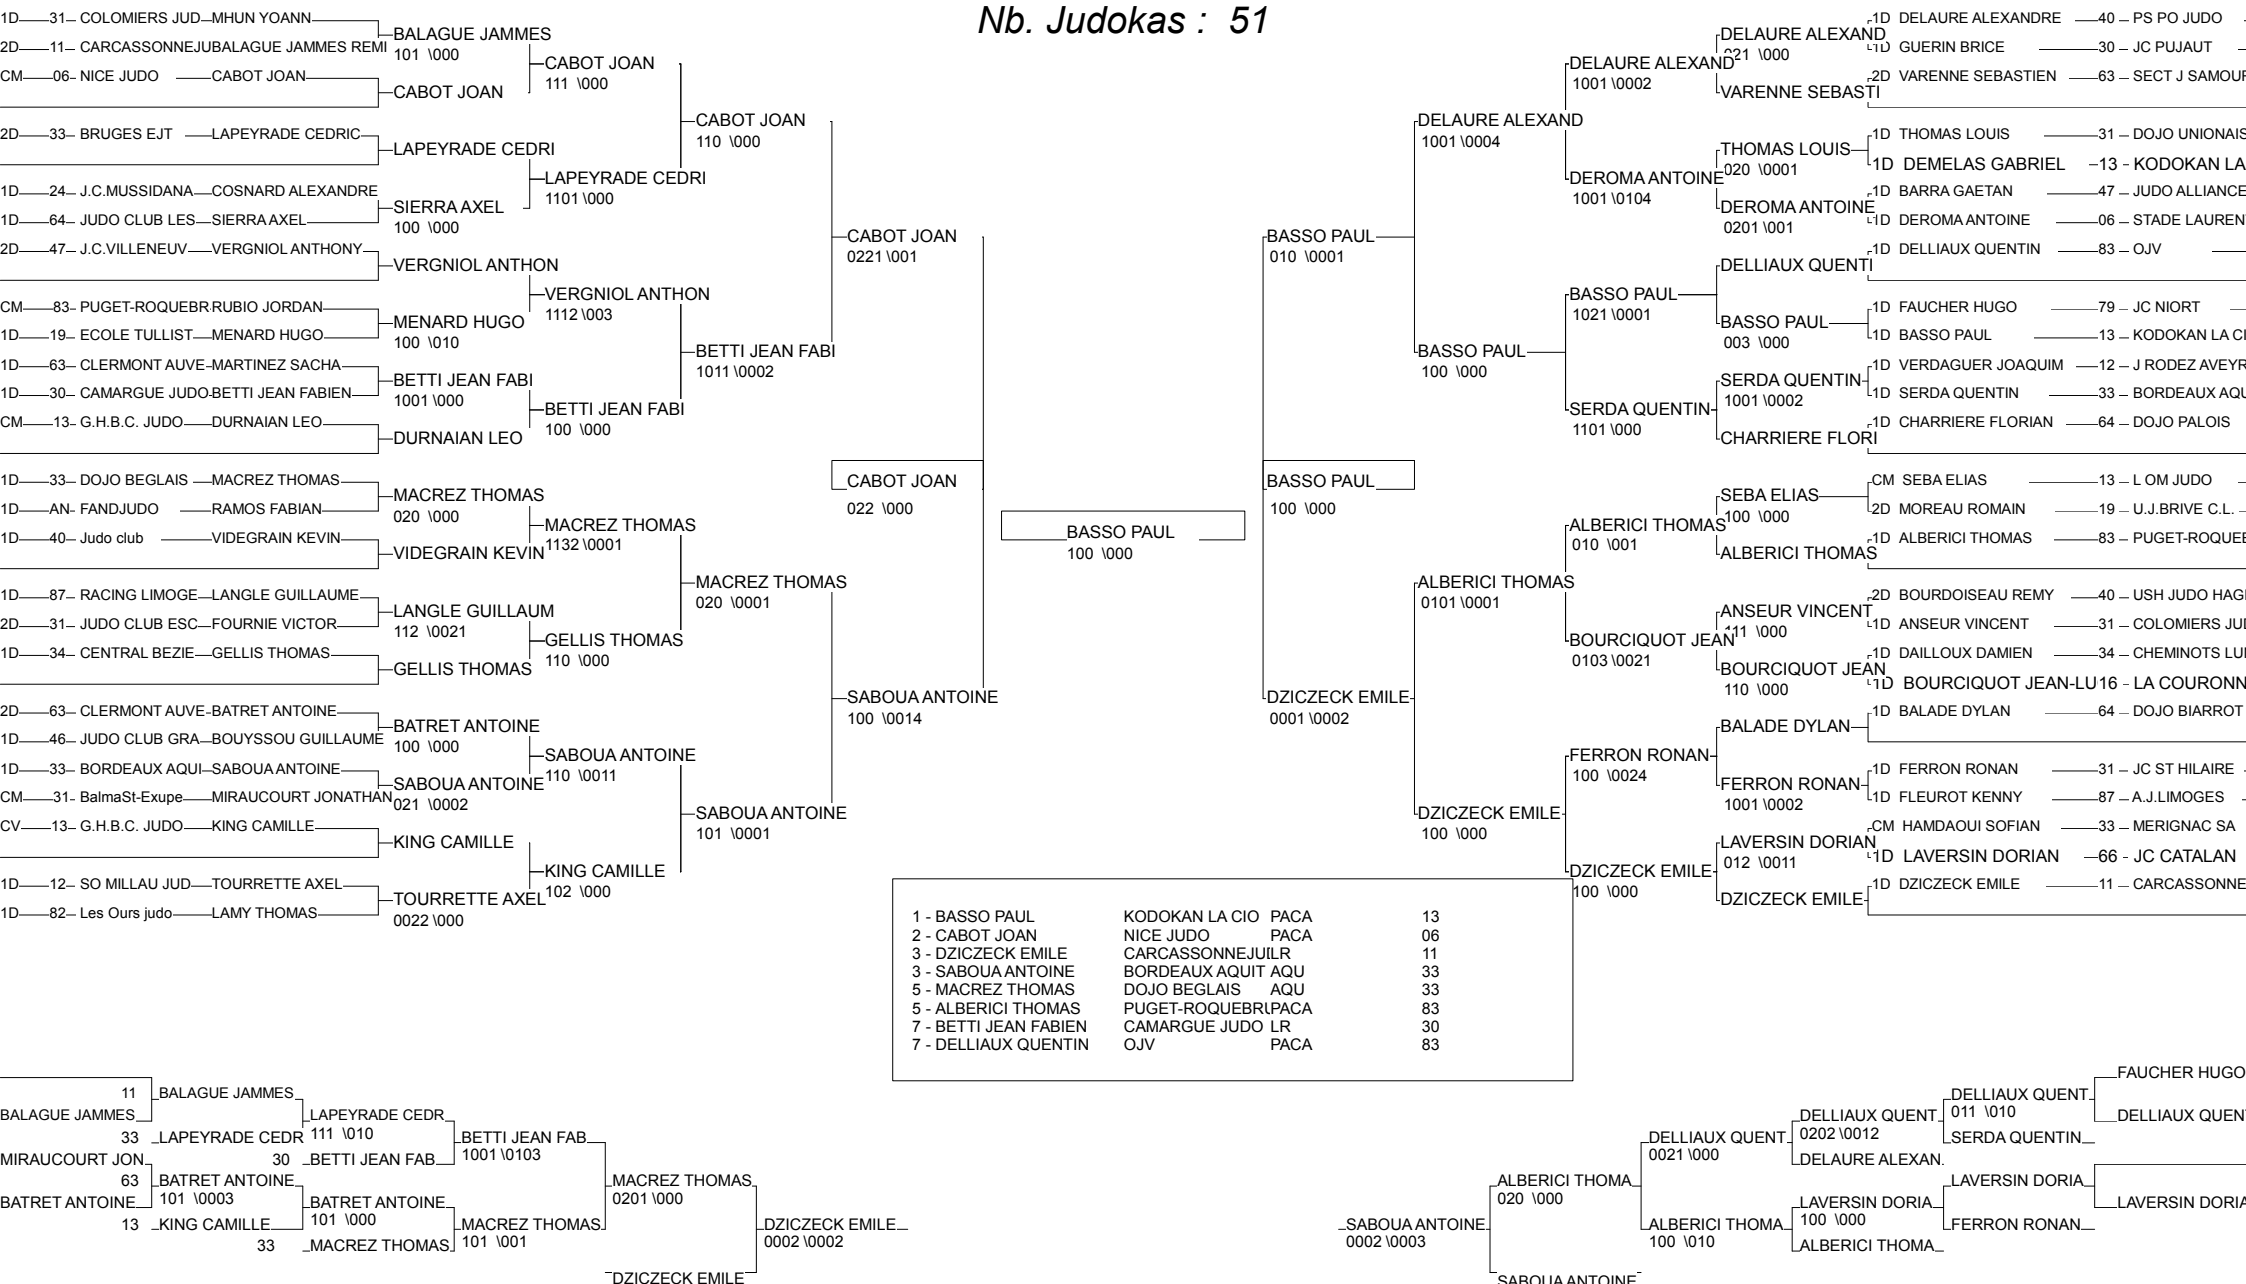 Nb. Judokas : 51
1D 31 COLOMIERS JUD MHUN YOANN
2D 11 CARCASSONNEJU BALAGUE JAMMES REMI
CM 06 NICE JUDO CABOT JOAN
2D 33 BRUGES EJT LAPEYRADE CEDRIC
1D 24 J.C.MUSSIDANA COSNARD ALEXANDRE
1D 64 JUDO CLUB LES SIERRA AXEL
2D 47 J.C.VILLENEUV VERGNIOL ANTHONY
CM 83 PUGET-ROQUEBR RUBIO JORDAN
1D 19 ECOLE TULLIST MENARD HUGO
1D 63 CLERMONT AUVE MARTINEZ SACHA
1D 30 CAMARGUE JUDO BETTI JEAN FABIEN
CM 13 G.H.B.C. JUDO DURNAIAN LEO
1D 33 DOJO BEGLAIS MACREZ THOMAS
1D AN FANDJUDO RAMOS FABIAN
1D 40 Judo club VIDEGRAIN KEVIN
1D 87 RACING LIMOGE LANGLE GUILLAUME
2D 31 JUDO CLUB ESC FOURNIE VICTOR
1D 34 CENTRAL BEZIE GELLIS THOMAS
2D 63 CLERMONT AUVE BATRET ANTOINE
1D 46 JUDO CLUB GRA BOUYSSOU GUILLAUME
1D 33 BORDEAUX AQUI SABOUA ANTOINE
CM 31 BalmaSt-Exupe MIRAUCOURT JONATHAN
CV 13 G.H.B.C. JUDO KING CAMILLE
1D 12 SO MILLAU JUD TOURRETTE AXEL
1D 82 Les Ours judo LAMY THOMAS
BALAGUE JAMMES
101 \000
CABOT JOAN
LAPEYRADE CEDRI
SIERRA AXEL
100 \000
VERGNIOL ANTHON
MENARD HUGO
100 \010
BETTI JEAN FABI
1001 \000
DURNAIAN LEO
MACREZ THOMAS
020 \000
VIDEGRAIN KEVIN
LANGLE GUILLAUM
112 \0021
GELLIS THOMAS
BATRET ANTOINE
100 \000
SABOUA ANTOINE
021 \0002
KING CAMILLE
TOURRETTE AXEL
0022 \000
CABOT JOAN
111 \000
LAPEYRADE CEDRI
1101 \000
VERGNIOL ANTHON
1112 \003
BETTI JEAN FABI
100 \000
MACREZ THOMAS
1132 \0001
GELLIS THOMAS
110 \000
SABOUA ANTOINE
110 \0011
KING CAMILLE
102 \000
CABOT JOAN
110 \000
BETTI JEAN FABI
1011 \0002
MACREZ THOMAS
020 \0001
SABOUA ANTOINE
101 \0001
CABOT JOAN
0221 \001
SABOUA ANTOINE
100 \0014
CABOT JOAN
022 \000
BASSO PAUL
100 \000
BASSO PAUL
100 \000
BASSO PAUL
010 \0001
DZICZECK EMILE
0001 \0002
DELAURE ALEXAND
1001 \0004
BASSO PAUL
100 \000
ALBERICI THOMAS
0101 \0001
DZICZECK EMILE
100 \000
DELAURE ALEXAND
1001 \0002
DEROMA ANTOINE
1001 \0104
BASSO PAUL
1021 \0001
SERDA QUENTIN
1101 \000
ALBERICI THOMAS
010 \001
BOURCIQUOT JEAN
0103 \0021
FERRON RONAN
100 \0024
DZICZECK EMILE
100 \000
DELAURE ALEXAND
021 \000
VARENNE SEBASTI
THOMAS LOUIS
020 \0001
DEROMA ANTOINE
0201 \001
DELLIAUX QUENTI
BASSO PAUL
003 \000
SERDA QUENTIN
1001 \0002
CHARRIERE FLORI
SEBA ELIAS
100 \000
ALBERICI THOMAS
ANSEUR VINCENT
111 \000
BOURCIQUOT JEAN
110 \000
BALADE DYLAN
FERRON RONAN
1001 \0002
LAVERSIN DORIAN
012 \0011
DZICZECK EMILE
1D DELAURE ALEXANDRE 40 – PS PO JUDO
1D GUERIN BRICE 30 – JC PUJAUT
2D VARENNE SEBASTIEN 63 – SECT J SAMOUR
1D THOMAS LOUIS 31 – DOJO UNIONAIS
1D DEMELAS GABRIEL 13 - KODOKAN LA
1D BARRA GAETAN 47 – JUDO ALLIANCE
1D DEROMA ANTOINE 06 – STADE LAUREN
1D DELLIAUX QUENTIN 83 – OJV
1D FAUCHER HUGO 79 – JC NIORT
1D BASSO PAUL 13 – KODOKAN LA CI
1D VERDAGUER JOAQUIM 12 – J RODEZ AVEYR
1D SERDA QUENTIN 33 – BORDEAUX AQU
1D CHARRIERE FLORIAN 64 – DOJO PALOIS
CM SEBA ELIAS 13 – L OM JUDO
2D MOREAU ROMAIN 19 – U.J.BRIVE C.L.
1D ALBERICI THOMAS 83 – PUGET-ROQUEB
2D BOURDOISEAU REMY 40 – USH JUDO HAG
1D ANSEUR VINCENT 31 – COLOMIERS JU
1D DAILLOUX DAMIEN 34 – CHEMINOTS LU
1D BOURCIQUOT JEAN-LU 16 - LA COURONN
1D BALADE DYLAN 64 – DOJO BIARROT
1D FERRON RONAN 31 – JC ST HILAIRE
1D FLEUROT KENNY 87 – A.J.LIMOGES
CM HAMDAOUI SOFIAN 33 – MERIGNAC SA
1D LAVERSIN DORIAN 66 - JC CATALAN
1D DZICZECK EMILE 11 – CARCASSONNE
1 - BASSO PAUL KODOKAN LA CIO PACA 13
2 - CABOT JOAN NICE JUDO PACA 06
3 - DZICZECK EMILE CARCASSONNEJU LR 11
3 - SABOUA ANTOINE BORDEAUX AQUIT AQU 33
5 - MACREZ THOMAS DOJO BEGLAIS AQU 33
5 - ALBERICI THOMAS PUGET-ROQUEBRU PACA 83
7 - BETTI JEAN FABIEN CAMARGUE JUDO LR 30
7 - DELLIAUX QUENTIN OJV PACA 83
11 BALAGUE JAMMES
BALAGUE JAMMES
33 LAPEYRADE CEDR
MIRAUCOURT JON
63 BATRET ANTOINE
101 \0003
BATRET ANTOINE
13 KING CAMILLE
LAPEYRADE CEDR
111 \010
30 BETTI JEAN FAB
BATRET ANTOINE
101 \000
33 MACREZ THOMAS
BETTI JEAN FAB
1001 \0103
MACREZ THOMAS
101 \001
MACREZ THOMAS
0201 \000
DZICZECK EMILE
DZICZECK EMILE
0002 \0002
SABOUA ANTOINE
0002 \0003
ALBERICI THOMA
020 \000
SABOUA ANTOINE
DELLIAUX QUENT
0021 \000
ALBERICI THOMA
100 \010
DELLIAUX QUENT
0202 \0012
DELAURE ALEXAN
LAVERSIN DORIA
100 \000
ALBERICI THOMA
DELLIAUX QUENT
011 \010
SERDA QUENTIN
LAVERSIN DORIA
FERRON RONAN
FAUCHER HUGO
DELLIAUX QUEN
LAVERSIN DORIA